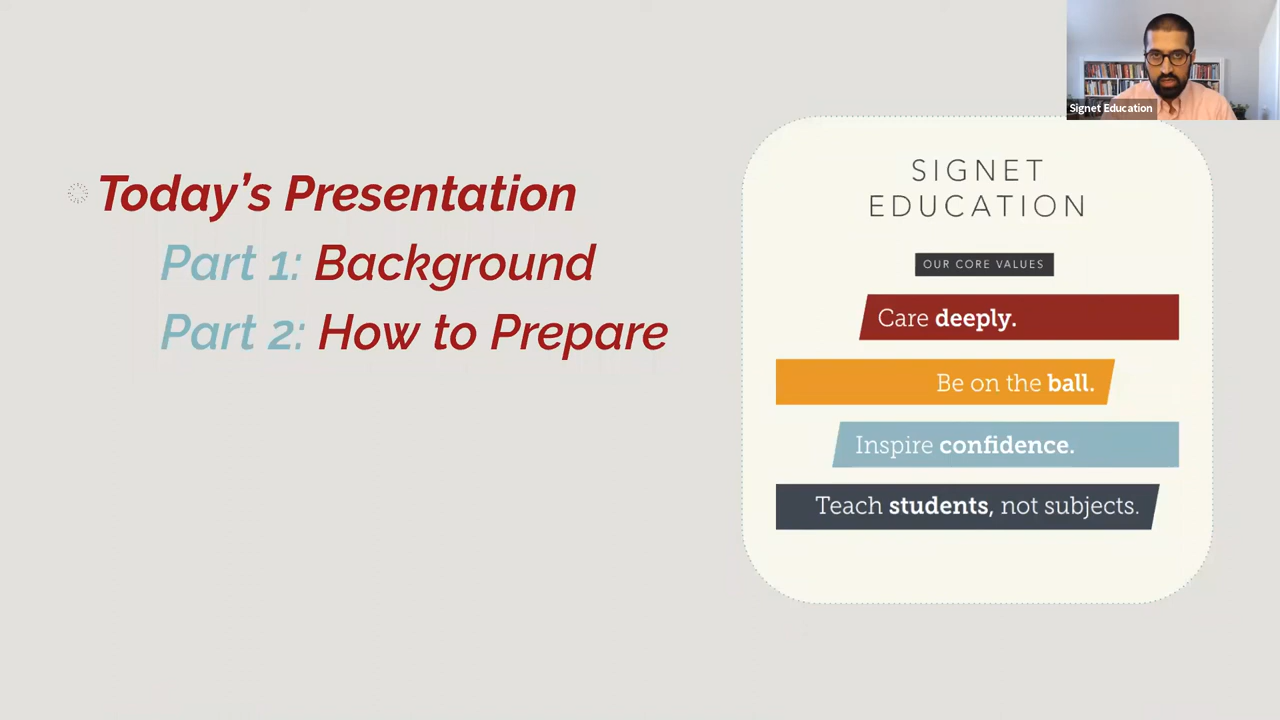 Today's Presentation
Part 1: Background
Part 2: How to Prepare
Signet Education
SIGNET
EDUCATION
OUR CORE VALUES
Care deeply.
Be on the ball.
Inspire confidence.
Teach students, not subjects.